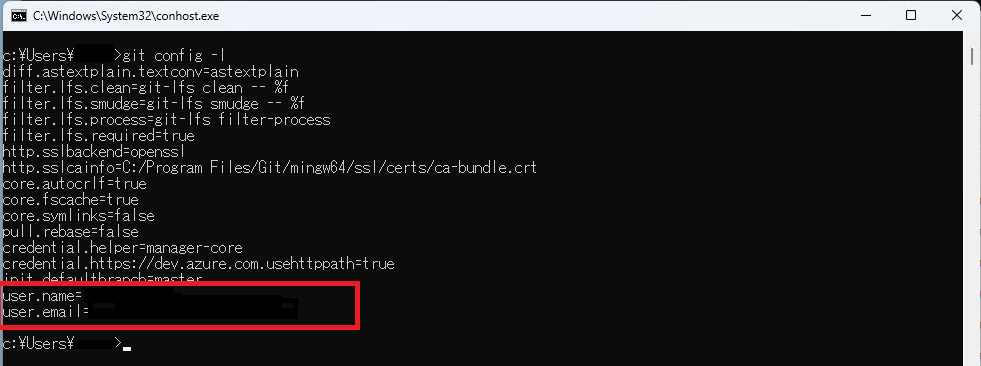 C:\Windows\System32\conhost.exe
c:¥Users¥ >git config -l
diff.astextplain.textconv=astextplain
filter.lfs.clean=git-lfs clean -- %f
filter.lfs.smudge=git-lfs smudge -- %f
filter.lfs.process=git-lfs filter-process
filter.lfs.required=true
http.sslbackend=openssl
http.sslcainfo=C:/Program Files/Git/mingw64/ssl/certs/ca-bundle.crt
core.autocrlf=true
core.fscache=true
core.symlinks=false
pull.rebase=false
credential.helper=manager-core
credential.https://dev.azure.com.usehttppath=true
init.defaultbranch=master
user.name=
user.email=
c:¥Users¥ >